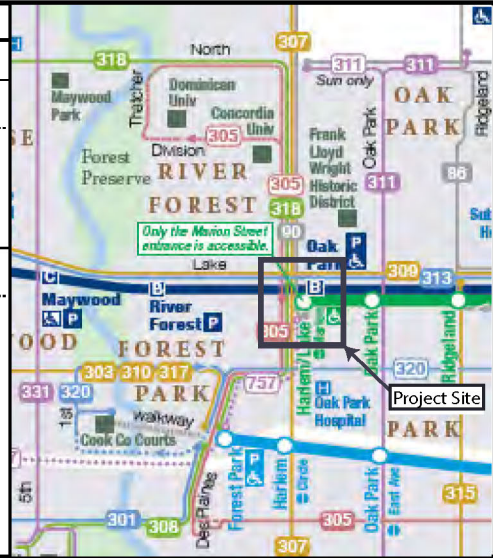 H
307
318
North
311
311
Sun only
Maywood
Park
Thatcher
Dominican
Univ
Concordia
Univ
305
Division
Forest
Preserve
RIVER
FOREST
OAK
PARK
Oak Park
Ridgeland
Frank
Lloyd
Wright
Historic
District
305
318
90
311
86
Only the Marion Street
entrance is accessible.
Oak
Park
P
Lake
309
313
C
Maywood
P
B
River
Forest P
B
305
Harlem/Lake
Oak Park
Ridgeland
OOD
FOREST
PARK
303 310 317
331
320
757
320
walkway
Cook Co Courts
H
Oak Park
Hospital
Project Site
PARK
5th
Forest Park
P
Harlem
Circle
Oak Park
East Ave
315
301
308
Des Plaines
305
307